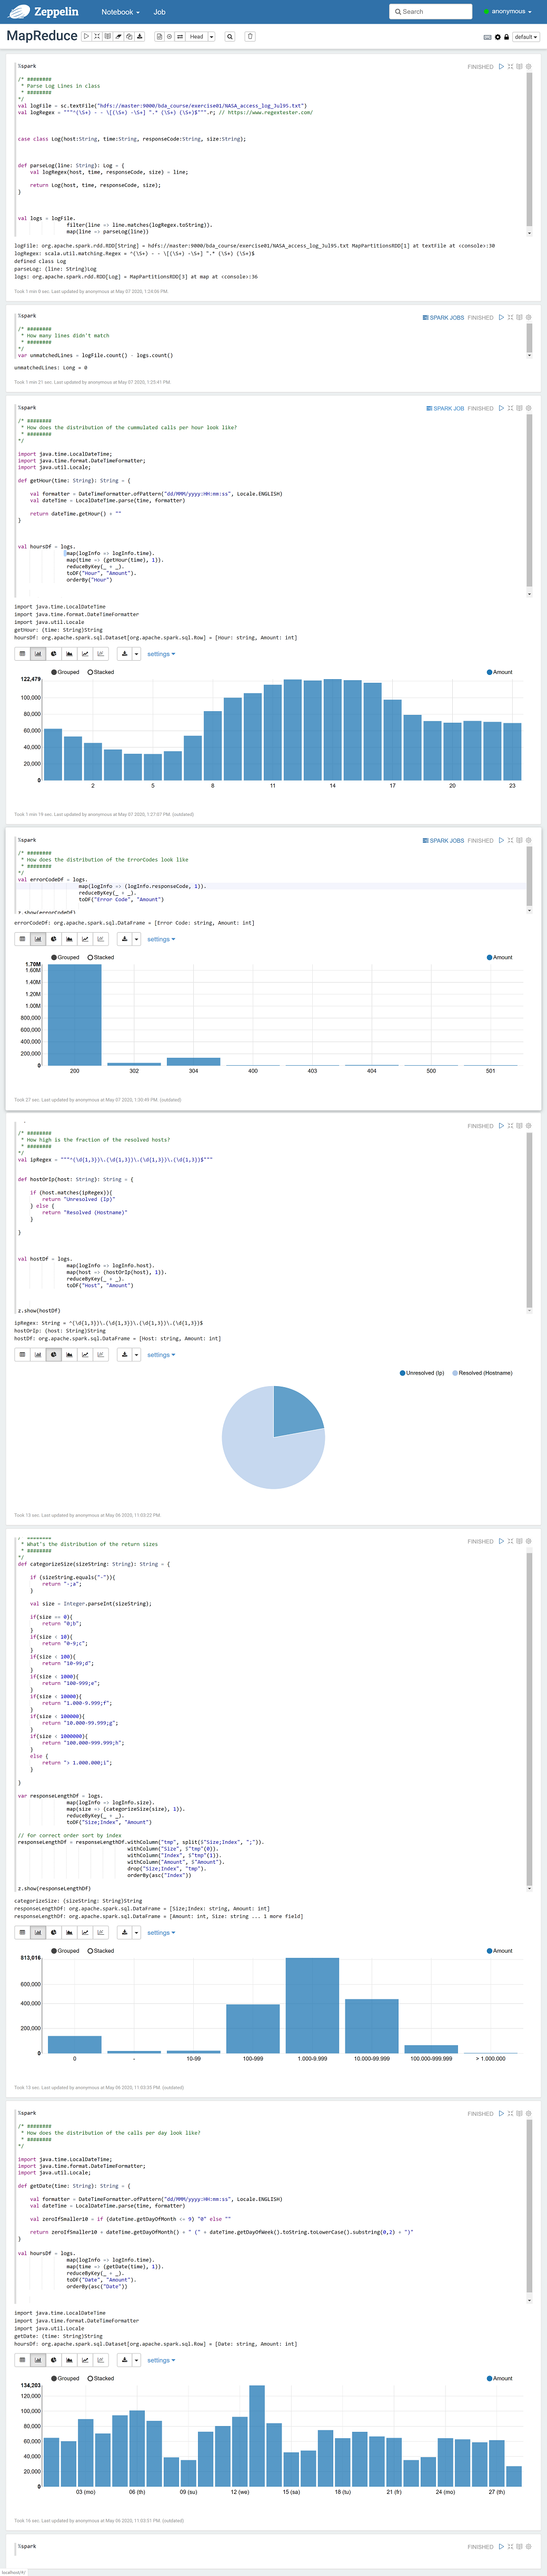 Zeppelin
Notebook
Job
Search
anonymous
MapReduce
Head
default
%spark
FINISHED
/* ########
* Parse Log Lines in class
* ########
*/
val logFile = sc.textFile("hdfs://master:9000/bda_course/exercise01/NASA_access_log_Jul95.txt")
val logRegex = """^(\S+) - - \[(\S+) -\S+] ".* (\S+) (\S+)$""".r; // https://www.regextester.com/
case class Log(host:String, time:String, responseCode:String, size:String);
def parseLog(line: String): Log = {
val logRegex(host, time, responseCode, size) = line;
return Log(host, time, responseCode, size);
}
val logs = logFile.
filter(line => line.matches(logRegex.toString)).
map(line => parseLog(line))
logFile: org.apache.spark.rdd.RDD[String] = hdfs://master:9000/bda_course/exercise01/NASA_access_log_Jul95.txt MapPartitionsRDD[1] at textFile at <console>:30
logRegex: scala.util.matching.Regex = ^(\S+) - - \[(\S+) -\S+] ".* (\S+) (\S+)$
defined class Log
parseLog: (line: String)Log
logs: org.apache.spark.rdd.RDD[Log] = MapPartitionsRDD[3] at map at <console>:36
Took 1 min 0 sec. Last updated by anonymous at May 07 2020, 1:24:06 PM.
%spark
SPARK JOBS FINISHED
/* ########
* How many lines didn't match
* ########
*/
var unmatchedLines = logFile.count() - logs.count()
unmatchedLines: Long = 0
Took 1 min 21 sec. Last updated by anonymous at May 07 2020, 1:25:41 PM.
%spark
SPARK JOB FINISHED
/* ########
* How does the distribution of the cummulated calls per hour look like?
* ########
*/
import java.time.LocalDateTime;
import java.time.format.DateTimeFormatter;
import java.util.Locale;
def getHour(time: String): String = {
val formatter = DateTimeFormatter.ofPattern("dd/MMM/yyyy:HH:mm:ss", Locale.ENGLISH)
val dateTime = LocalDateTime.parse(time, formatter)
return dateTime.getHour() + ""
}
val hoursDf = logs.
map(logInfo => logInfo.time).
map(time => (getHour(time), 1)).
reduceByKey(_ + _).
toDF("Hour", "Amount").
orderBy("Hour")
import java.time.LocalDateTime
import java.time.format.DateTimeFormatter
import java.util.Locale
getHour: (time: String)String
hoursDf: org.apache.spark.sql.Dataset[org.apache.spark.sql.Row] = [Hour: string, Amount: int]
settings
Grouped Stacked Amount
122,479
100,000
80,000
60,000
40,000
20,000
0
2 5 8 11 14 17 20 23
Took 1 min 19 sec. Last updated by anonymous at May 07 2020, 1:27:07 PM. (outdated)
%spark
SPARK JOBS FINISHED
/* ########
* How does the distribution of the ErrorCodes look like
* ########
*/
val errorCodeDf = logs.
map(logInfo => (logInfo.responseCode, 1)).
reduceByKey(_ + _).
toDF("Error Code", "Amount")
z.show(errorCodeDf)
errorCodeDf: org.apache.spark.sql.DataFrame = [Error Code: string, Amount: int]
settings
Grouped Stacked Amount
1.70M
1.60M
1.40M
1.20M
1.00M
800,000
600,000
400,000
200,000
0
200 302 304 400 403 404 500 501
Took 27 sec. Last updated by anonymous at May 07 2020, 1:30:49 PM. (outdated)
FINISHED
/* ########
* How high is the fraction of the resolved hosts?
* ########
*/
val ipRegex = """^(\d{1,3})\.(\d{1,3})\.(\d{1,3})\.(\d{1,3})$"""
def hostOrIp(host: String): String = {
if (host.matches(ipRegex)){
return "Unresolved (Ip)"
} else {
return "Resolved (Hostname)"
}
}
val hostDf = logs.
map(logInfo => logInfo.host).
map(host => (hostOrIp(host), 1)).
reduceByKey(_ + _).
toDF("Host", "Amount")
z.show(hostDf)
ipRegex: String = ^(\d{1,3})\.(\d{1,3})\.(\d{1,3})\.(\d{1,3})$
hostOrIp: (host: String)String
hostDf: org.apache.spark.sql.DataFrame = [Host: string, Amount: int]
settings
Unresolved (Ip) Resolved (Hostname)
Took 13 sec. Last updated by anonymous at May 06 2020, 11:03:22 PM.
FINISHED
* What's the distribution of the return sizes
* ########
*/
def categorizeSize(sizeString: String): String = {
if (sizeString.equals("-")){
return "-;a";
}
val size = Integer.parseInt(sizeString);
if(size == 0){
return "0;b";
}
if(size < 10){
return "0-9;c";
}
if(size < 100){
return "10-99;d";
}
if(size < 1000){
return "100-999;e";
}
if(size < 10000){
return "1.000-9.999;f";
}
if(size < 100000){
return "10.000-99.999;g";
}
if(size < 1000000){
return "100.000-999.999;h";
}
else {
return "> 1.000.000;i";
}
}
var responseLengthDf = logs.
map(logInfo => logInfo.size).
map(size => (categorizeSize(size), 1)).
reduceByKey(_ + _).
toDF("Size;Index", "Amount")
// for correct order sort by index
responseLengthDf = responseLengthDf.withColumn("tmp", split($"Size;Index", ";")).
withColumn("Size", $"tmp"(0)).
withColumn("Index", $"tmp"(1)).
withColumn("Amount", $"Amount").
drop("Size;Index", "tmp").
orderBy(asc("Index"))
z.show(responseLengthDf)
categorizeSize: (sizeString: String)String
responseLengthDf: org.apache.spark.sql.DataFrame = [Size;Index: string, Amount: int]
responseLengthDf: org.apache.spark.sql.DataFrame = [Amount: int, Size: string ... 1 more field]
settings
Grouped Stacked Amount
813,016
600,000
400,000
200,000
0
0 - 10-99 100-999 1.000-9.999 10.000-99.999 100.000-999.999 > 1.000.000
Took 13 sec. Last updated by anonymous at May 06 2020, 11:03:35 PM. (outdated)
%spark
FINISHED
/* ########
* How does the distribution of the calls per day look like?
* ########
*/
import java.time.LocalDateTime;
import java.time.format.DateTimeFormatter;
import java.util.Locale;
def getDate(time: String): String = {
val formatter = DateTimeFormatter.ofPattern("dd/MMM/yyyy:HH:mm:ss", Locale.ENGLISH)
val dateTime = LocalDateTime.parse(time, formatter)
val zeroIfSmaller10 = if (dateTime.getDayOfMonth <= 9) "0" else ""
return zeroIfSmaller10 + dateTime.getDayOfMonth() + " (" + dateTime.getDayOfWeek().toString.toLowerCase().substring(0,2) + ")"
}
val hoursDf = logs.
map(logInfo => logInfo.time).
map(time => (getDate(time), 1)).
reduceByKey(_ + _).
toDF("Date", "Amount").
orderBy(asc("Date"))
import java.time.LocalDateTime
import java.time.format.DateTimeFormatter
import java.util.Locale
getDate: (time: String)String
hoursDf: org.apache.spark.sql.Dataset[org.apache.spark.sql.Row] = [Date: string, Amount: int]
settings
Grouped Stacked Amount
134,203
120,000
100,000
80,000
60,000
40,000
20,000
0
03 (mo) 06 (th) 09 (su) 12 (we) 15 (sa) 18 (tu) 21 (fr) 24 (mo) 27 (th)
Took 16 sec. Last updated by anonymous at May 06 2020, 11:03:51 PM. (outdated)
%spark
FINISHED